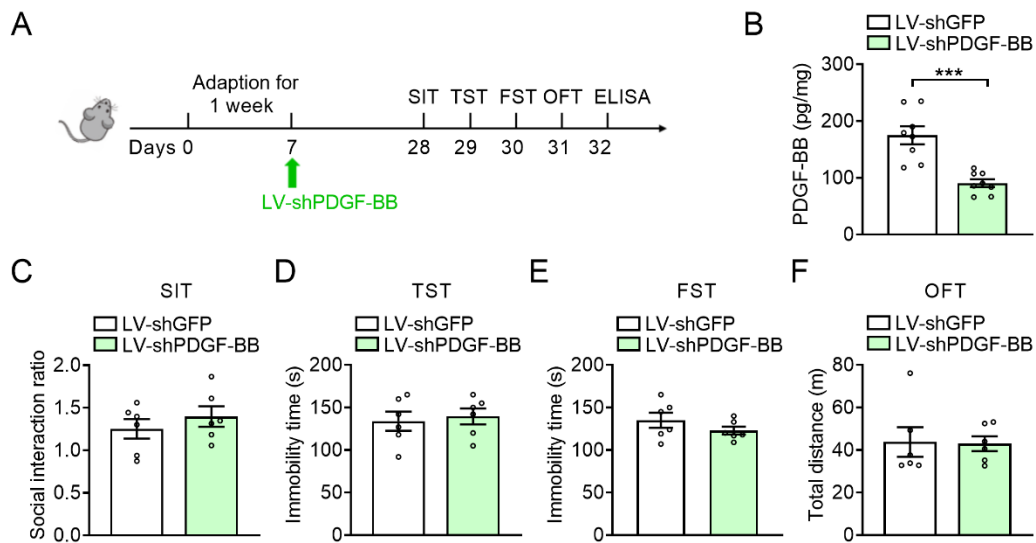 A
Adaption for
1 week
SIT TST FST OFT ELISA
Days 0 7 28 29 30 31 32
LV-shPDGF-BB
B
LV-shGFP
LV-shPDGF-BB
PDGF-BB (pg/mg)
300
200
100
0
***
C
SIT
LV-shGFP
LV-shPDGF-BB
Social interaction ratio
2.0
1.5
1.0
0.5
0.0
D
TST
LV-shGFP
LV-shPDGF-BB
Immobility time (s)
200
150
100
50
0
E
FST
LV-shGFP
LV-shPDGF-BB
Immobility time (s)
200
150
100
50
0
F
OFT
LV-shGFP
LV-shPDGF-BB
Total distance (m)
80
60
40
20
0